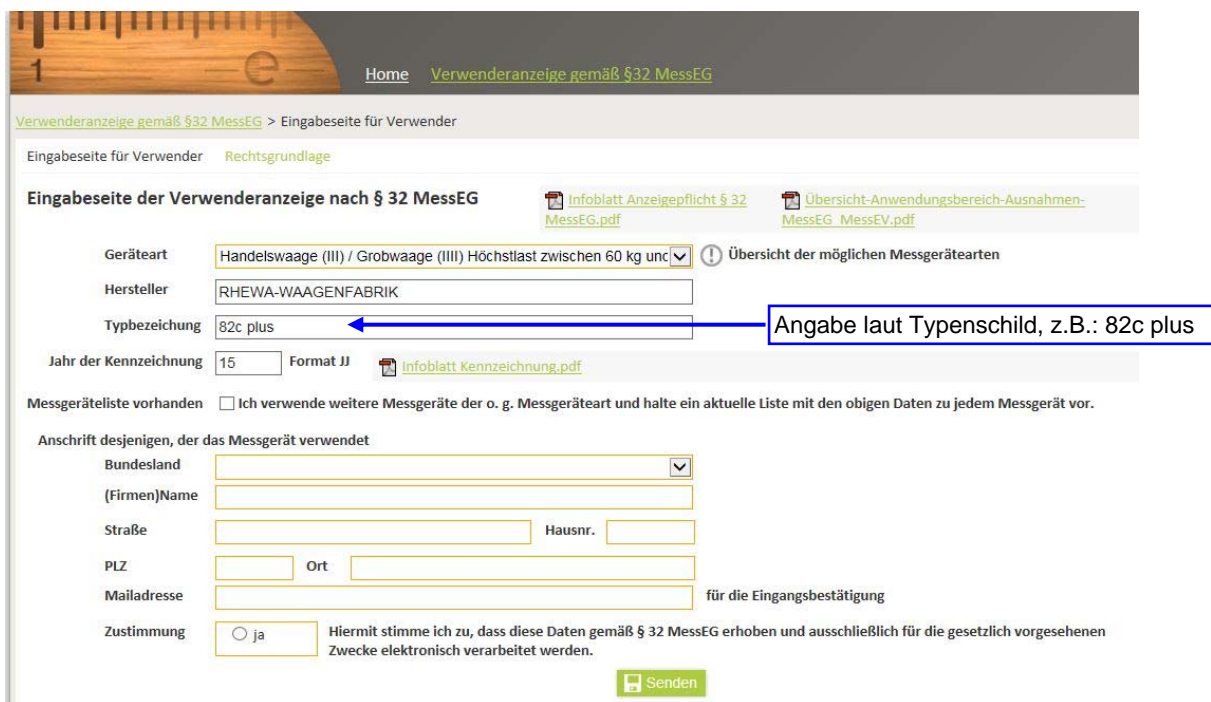 1 e
Home Verwenderanzeige gemäß §32 MessEG
Verwenderanzeige gemäß §32 MessEG > Eingabeseite für Verwender
Eingabeseite für Verwender Rechtsgrundlage
Eingabeseite der Verwenderanzeige nach § 32 MessEG
Infoblatt Anzeigepflicht § 32
MessEG.pdf
Übersicht-Anwendungsbereich-Ausnahmen-
MessEG_MessEV.pdf
Geräteart Handelswaage (III) / Grobwaage (IIII) Höchstlast zwischen 60 kg und Übersicht der möglichen Messgerätearten
Hersteller RHEWA-WAAGENFABRIK
Typbezeichung 82c plus Angabe laut Typenschild, z.B.: 82c plus
Jahr der Kennzeichnung 15 Format JJ Infoblatt Kennzeichnung.pdf
Messgeräteliste vorhanden Ich verwende weitere Messgeräte der o. g. Messgeräteart und halte ein aktuelle Liste mit den obigen Daten zu jedem Messgerät vor.
Anschrift desjenigen, der das Messgerät verwendet
Bundesland
(Firmen)Name
Straße Hausnr.
PLZ Ort
Mailadresse für die Eingangsbestätigung
Zustimmung ja Hiermit stimme ich zu, dass diese Daten gemäß § 32 MessEG erhoben und ausschließlich für die gesetzlich vorgesehenen
Zwecke elektronisch verarbeitet werden.
Senden